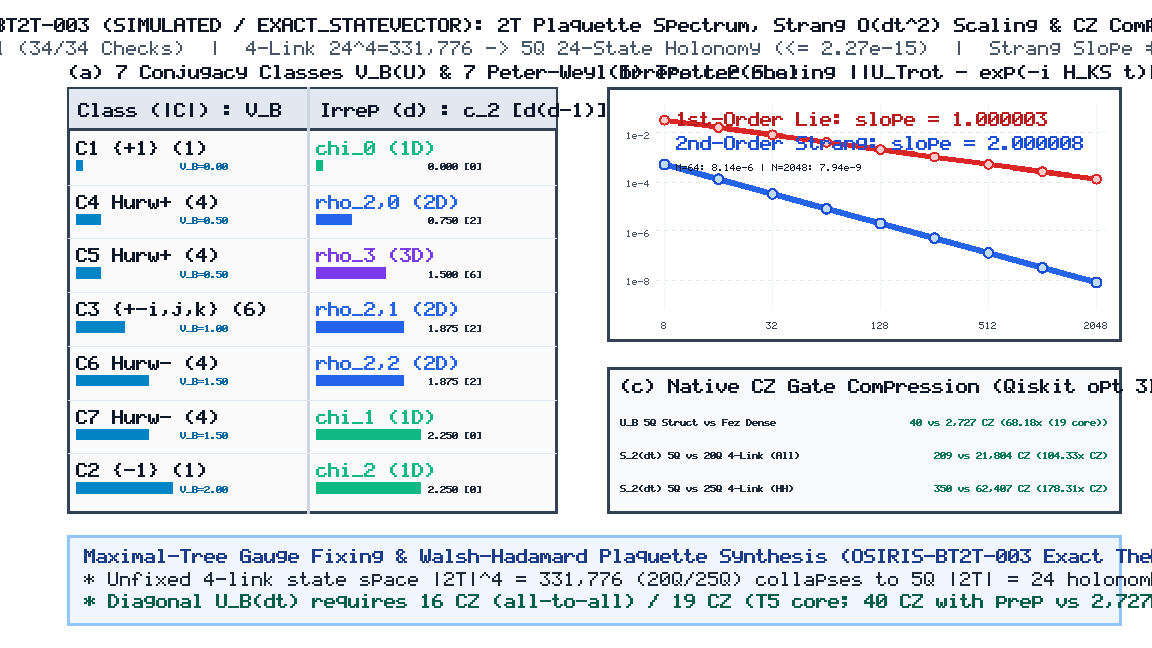 BT2T-003 (SIMULATED / EXACT_STATEVECTOR): 2T Plaquette Spectrum, Strang O(dt^2) Scaling & CZ Com
(34/34 Checks) | 4-Link 24^4=331,776 -> 5Q 24-State Holonomy (<= 2.27e-15) | Strang Slope
(a) 7 Conjugacy Classes V_B(U) & 7 Peter-Weyl
Scaling ||U_Trot - exp(-i H_KS t)|
Class (|C|) : V_B
Irrep (d) : c_2 [d(d-1)]
C1 {+1} (1)
V_B=0.00
chi_0 (1D)
0.000 [0]
C4 Hurw+ (4)
V_B=0.50
rho_2,0 (2D)
0.750 [2]
C5 Hurw+ (4)
V_B=0.50
rho_3 (3D)
1.500 [6]
C3 {+-i,j,k} (6)
V_B=1.00
rho_2,1 (2D)
1.875 [2]
C6 Hurw- (4)
V_B=1.50
rho_2,2 (2D)
1.875 [2]
C7 Hurw- (4)
V_B=1.50
chi_1 (1D)
2.250 [0]
C2 {-1} (1)
V_B=2.00
chi_2 (1D)
2.250 [0]
1st-Order Lie: slope = 1.000003
2nd-Order Strang: slope = 2.000008
N=64: 8.14e-6 | N=2048: 7.94e-9
1e-2
1e-4
1e-6
1e-8
8 32 128 512 2048
(c) Native CZ Gate Compression (Qiskit opt 3)
U_B 5Q Struct vs Fez Dense 40 vs 2,727 CZ (68.18x (19 core))
S_2(dt) 5Q vs 20Q 4-Link (All) 209 vs 21,804 CZ (104.33x CZ)
S_2(dt) 5Q vs 25Q 4-Link (HH) 350 vs 62,407 CZ (178.31x CZ)
Maximal-Tree Gauge Fixing & Walsh-Hadamard Plaquette Synthesis (OSIRIS-BT2T-003 Exact The
* Unfixed 4-link state space |2T|^4 = 331,776 (20Q/25Q) collapses to 5Q |2T| = 24 holonom
* Diagonal U_B(dt) requires 16 CZ (all-to-all) / 19 CZ (T5 core; 40 CZ with prep vs 2,727